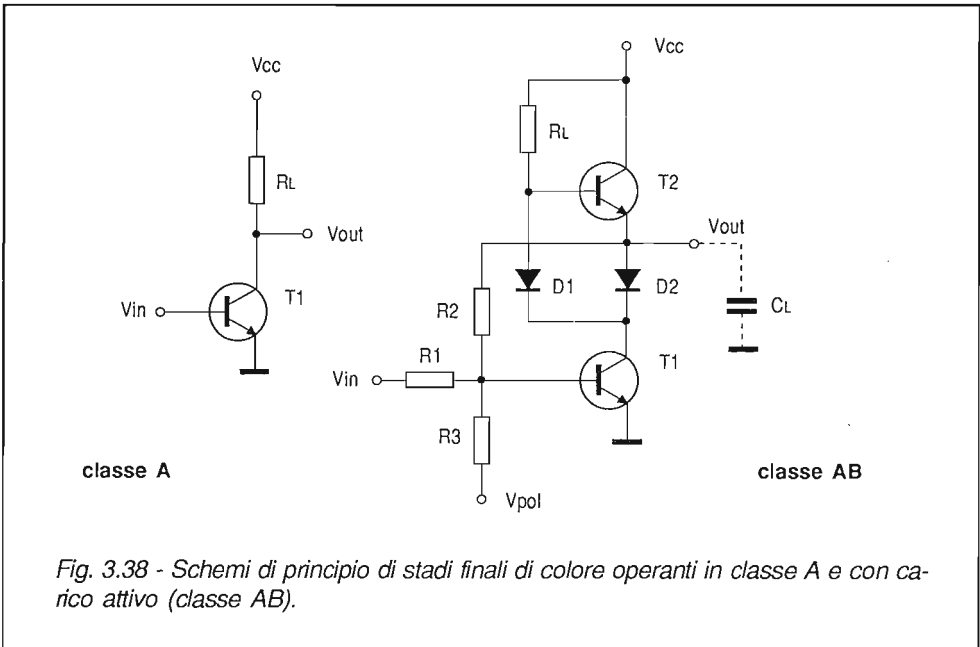 Vcc
RL
Vout
Vin
T1
classe A
Vcc
RL
T2
Vout
D1
D2
CL
R2
R1
Vin
T1
R3
Vpol
classe AB
Fig. 3.38 - Schemi di principio di stadi finali di colore operanti in classe A e con ca-
rico attivo (classe AB).